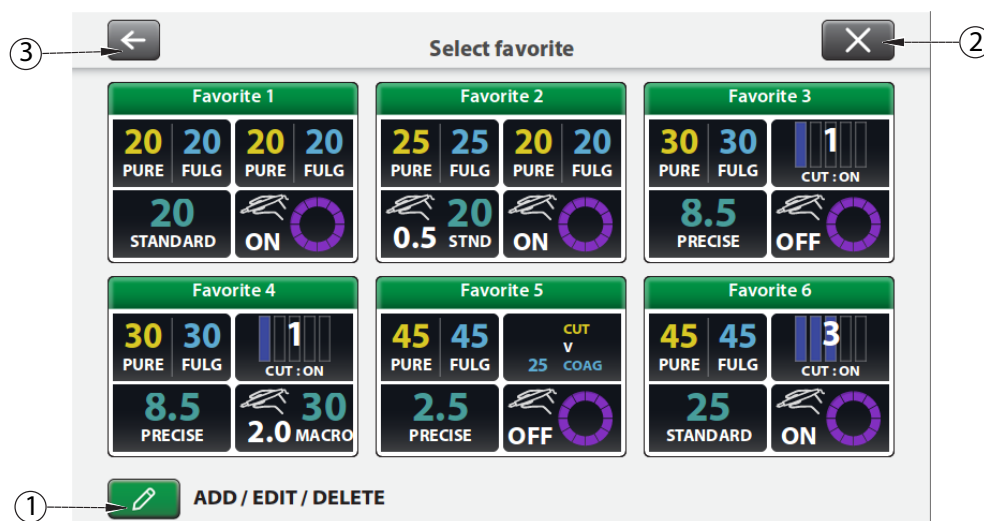 3
Select favorite
2
Favorite 1
20 20 20 20
PURE FULG PURE FULG
20
STANDARD
ON
Favorite 2
25 25 20 20
PURE FULG PURE FULG
20
0.5 STND
ON
Favorite 3
30 30 1
PURE FULG CUT : ON
8.5
PRECISE
OFF
Favorite 4
30 30 1
PURE FULG CUT : ON
8.5
PRECISE
30
2.0 MACRO
Favorite 5
45 45
PURE FULG
CUT
V
25 COAG
2.5
PRECISE
OFF
Favorite 6
45 45 3
PURE FULG CUT : ON
25
STANDARD
ON
1
ADD / EDIT / DELETE